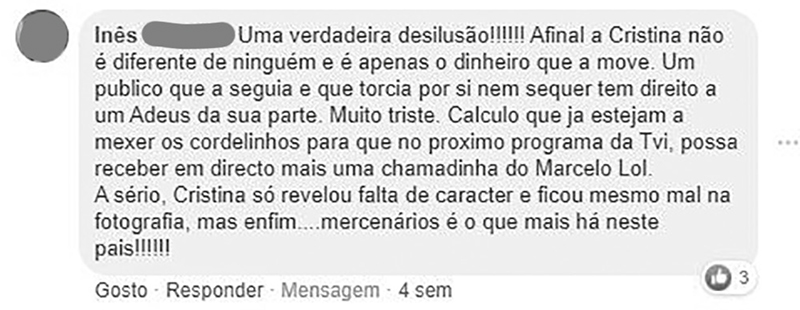 Inês Uma verdadeira desilusão!!!!!! Afinal a Cristina não
é diferente de ninguém e é apenas o dinheiro que a move. Um
publico que a seguia e que torcia por si nem sequer tem direito a
um Adeus da sua parte. Muito triste. Calculo que ja estejam a
mexer os cordelinhos para que no proximo programa da Tvi, possa
receber em directo mais uma chamadinha do Marcelo Lol.
A sério, Cristina só revelou falta de caracter e ficou mesmo mal na
fotografia, mas enfim....mercenários é o que mais há neste
pais!!!!!!
3
Gosto · Responder · Mensagem · 4 sem